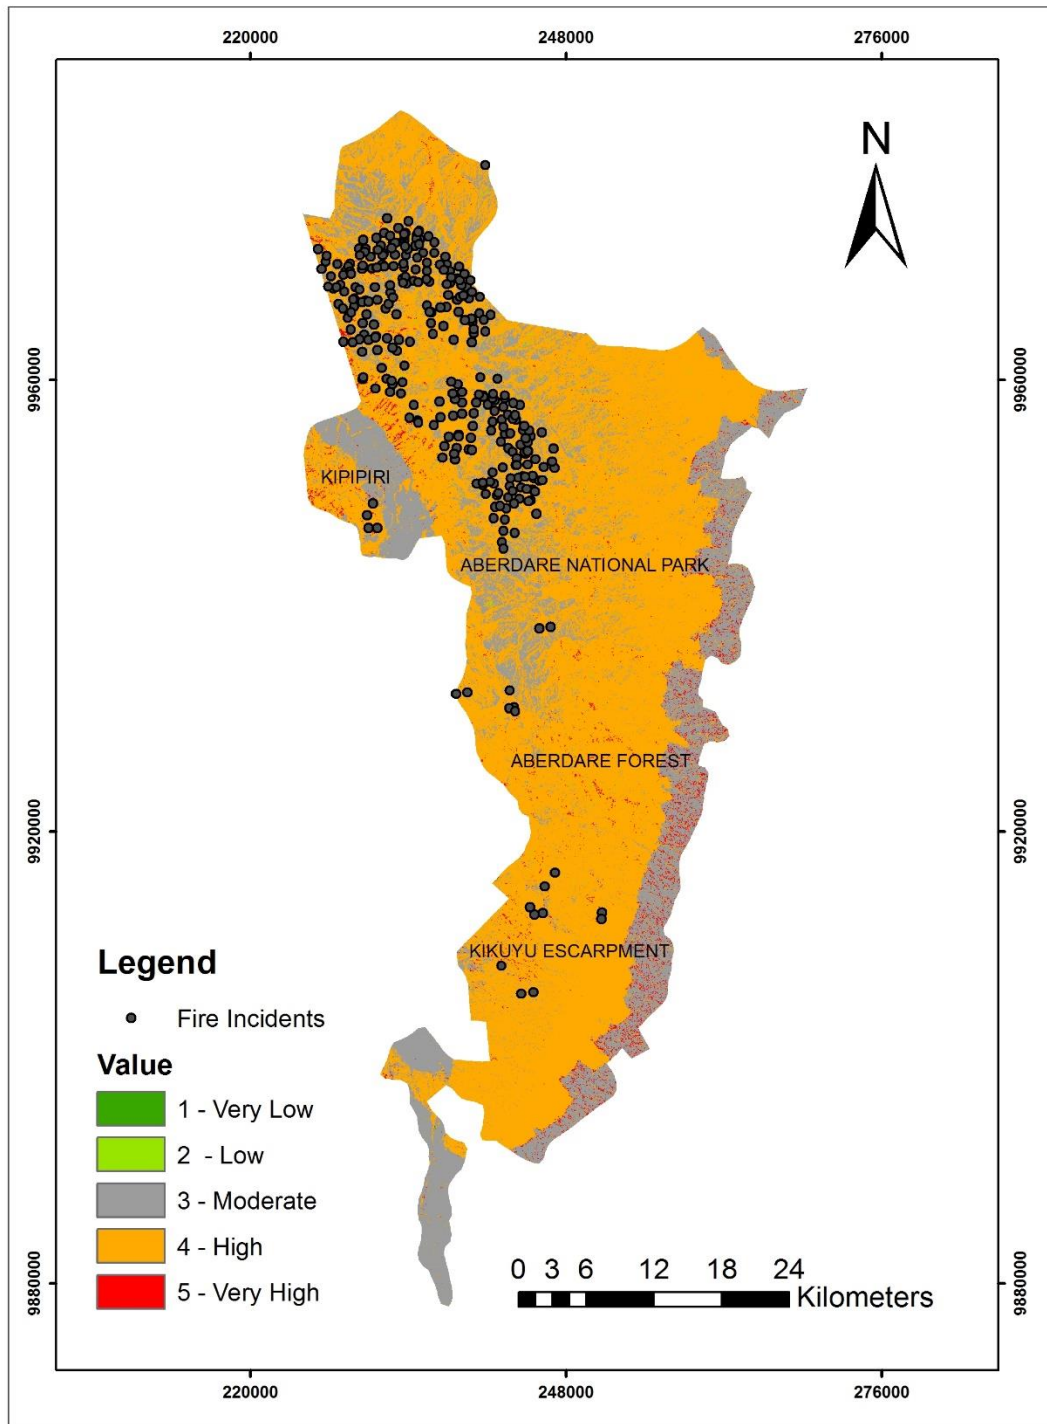 220000 248000 276000
N
9960000 9960000
KIPIPIRI
ABERDARE NATIONAL PARK
ABERDARE FOREST
9920000 9920000
KIKUYU ESCARPMENT
Legend
Fire Incidents
Value
1 - Very Low
2 - Low
3 - Moderate
4 - High
5 - Very High
0 3 6 12 18 24
Kilometers
9880000 9880000
220000 248000 276000